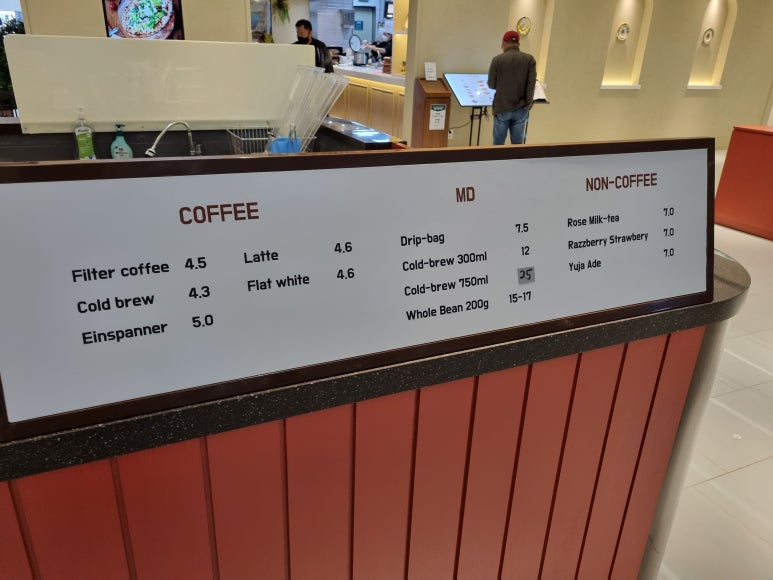 COFFEE
Filter coffee 4.5
Cold brew 4.3
Einspanner 5.0
Latte 4.6
Flat white 4.6
MD
Drip-bag 7.5
Cold-brew 300ml 12
Cold-brew 750ml 25
Whole Bean 200g 15-17
NON-COFFEE
Rose Milk-tea 7.0
Razzberry Strawbery 7.0
Yuja Ade 7.0